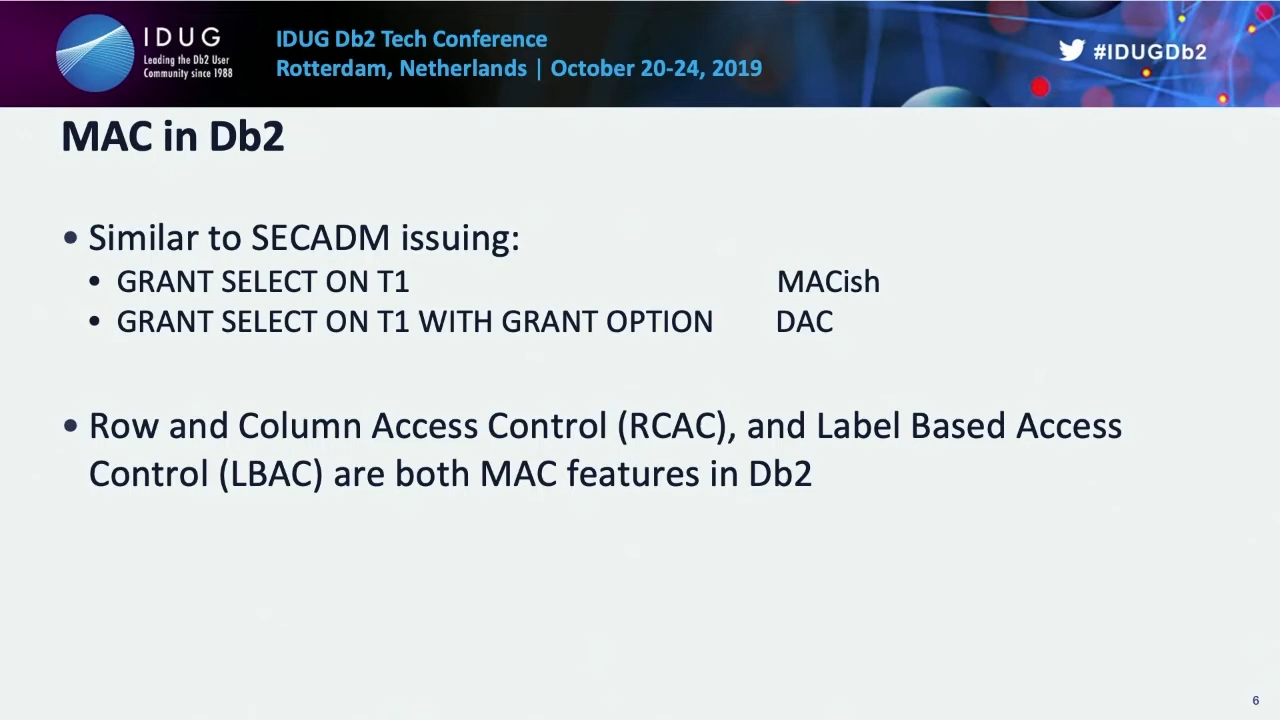 IDUG
Leading the Db2 User
Community since 1988
IDUG Db2 Tech Conference
Rotterdam, Netherlands | October 20-24, 2019
#IDUGDb2
MAC in Db2
• Similar to SECADM issuing:
• GRANT SELECT ON T1 MACish
• GRANT SELECT ON T1 WITH GRANT OPTION DAC
• Row and Column Access Control (RCAC), and Label Based Access
Control (LBAC) are both MAC features in Db2
6